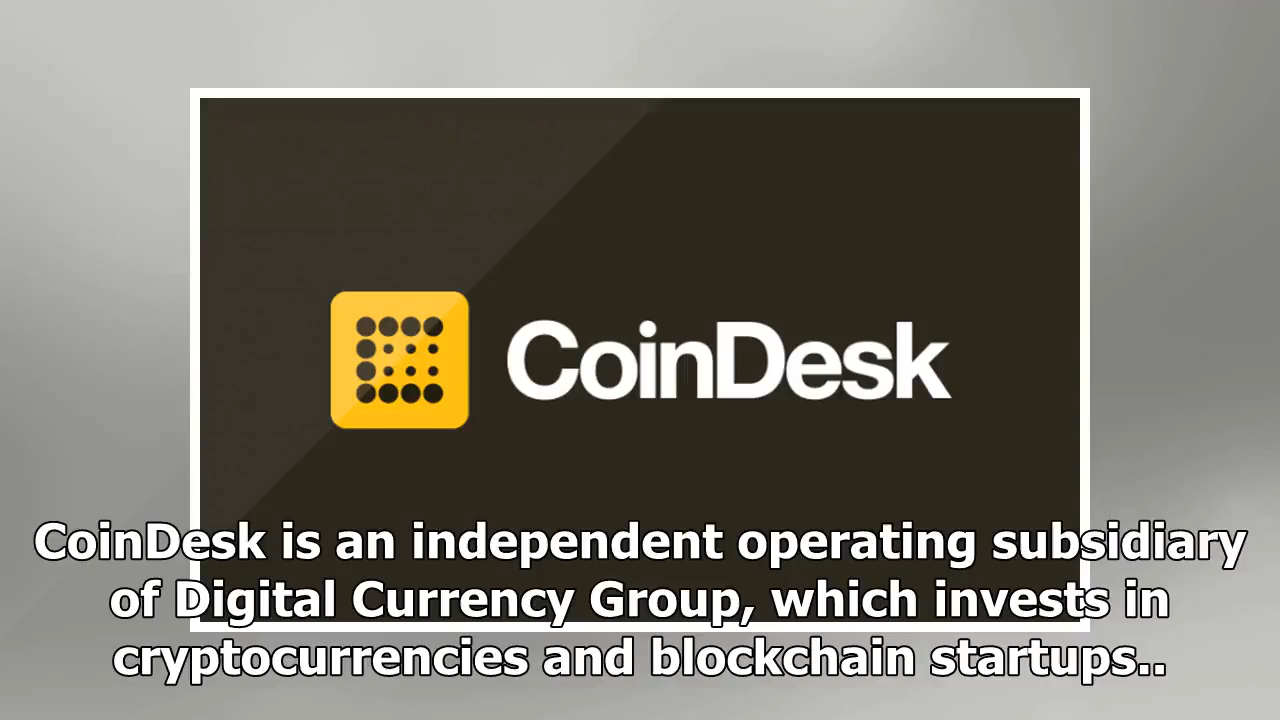 CoinDesk
CoinDesk is an independent operating subsidiary
of Digital Currency Group, which invests in
cryptocurrencies and blockchain startups..